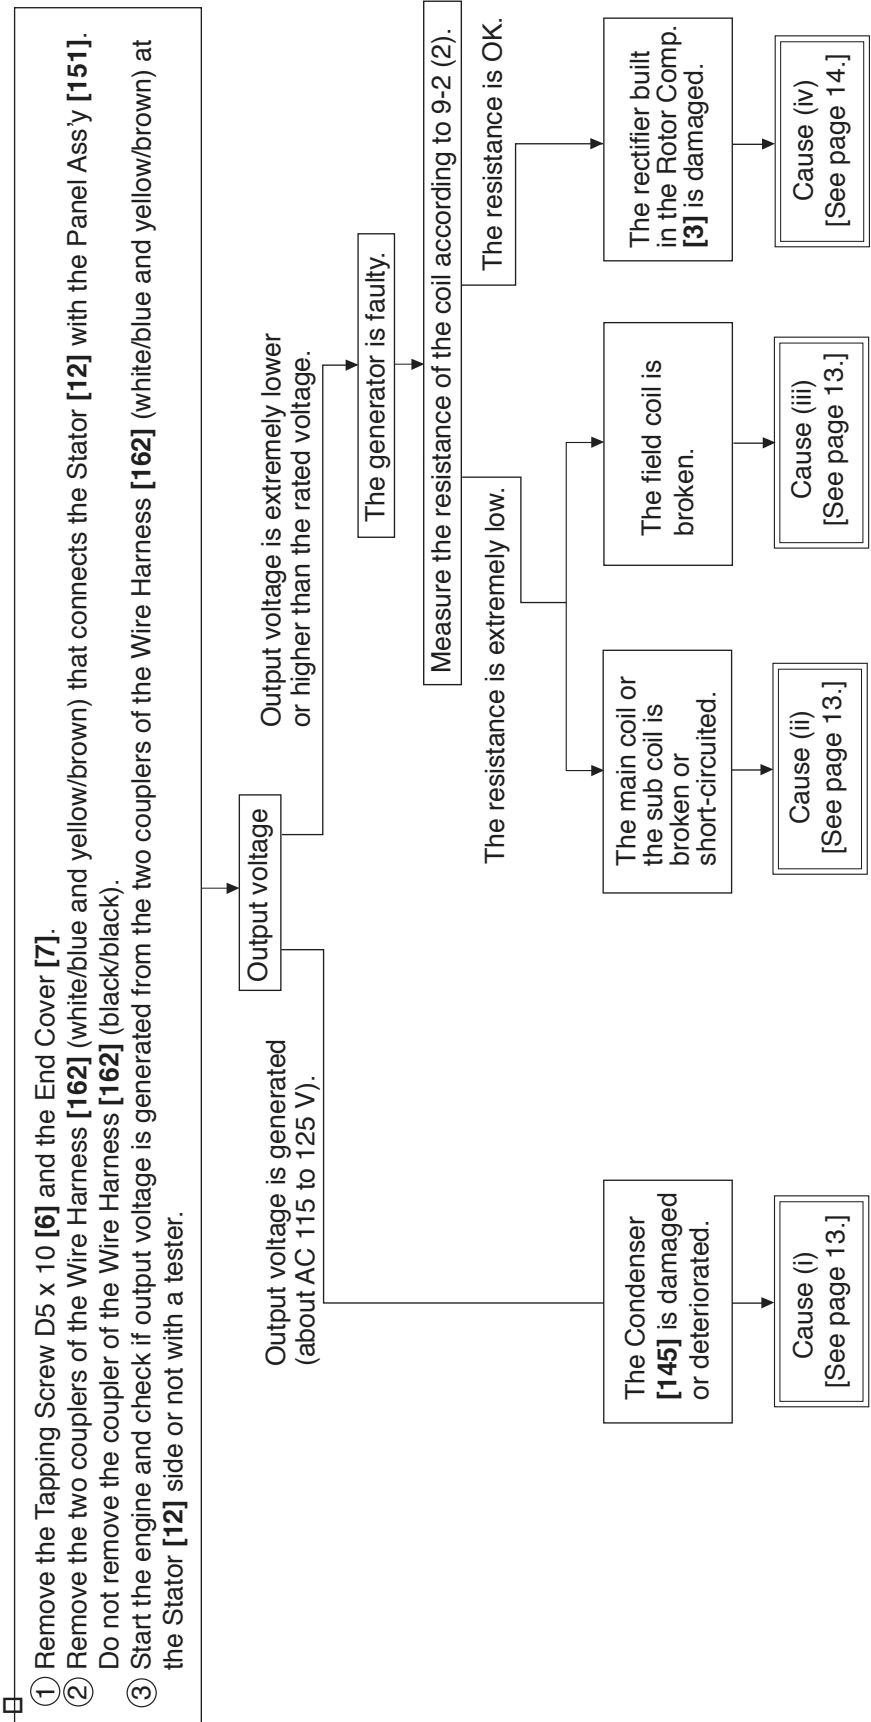 ① Remove the Tapping Screw D5 x 10 [6] and the End Cover [7].
② Remove the two couplers of the Wire Harness [162] (white/blue and yellow/brown) that connects the Stator [12] with the Panel Ass'y [151].
Do not remove the coupler of the Wire Harness [162] (black/black).
③ Start the engine and check if output voltage is generated from the two couplers of the Wire Harness [162] (white/blue and yellow/brown) at
the Stator [12] side or not with a tester.
Output voltage
Output voltage is generated
(about AC 115 to 125 V).
Output voltage is extremely lower
or higher than the rated voltage.
The generator is faulty.
Measure the resistance of the coil according to 9-2 (2).
The resistance is extremely low.
The resistance is OK.
The Condenser
[145] is damaged
or deteriorated.
The main coil or
the sub coil is
broken or
short-circuited.
The field coil is
broken.
The rectifier built
in the Rotor Comp.
[3] is damaged.
Cause (i)
[See page 13.]
Cause (ii)
[See page 13.]
Cause (iii)
[See page 13.]
Cause (iv)
[See page 14.]